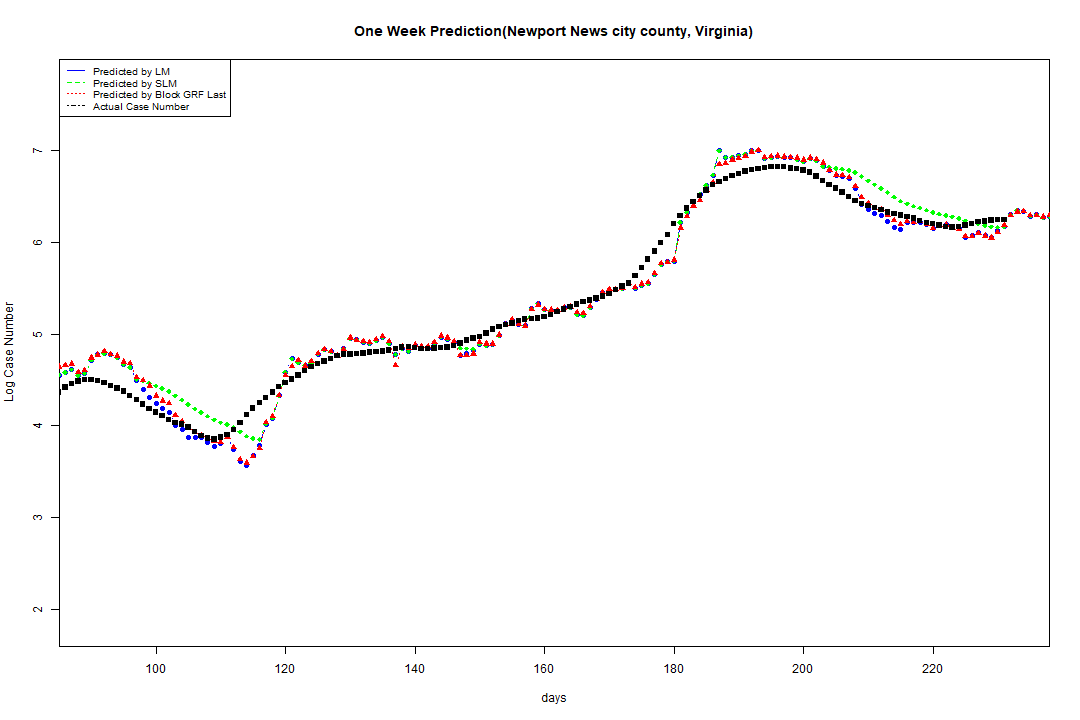 One Week Prediction(Newport News city county, Virginia)
Predicted by LM
Predicted by SLM
Predicted by Block GRF Last
Actual Case Number
7
6
5
4
3
2
Log Case Number
100 120 140 160 180 200 220
days